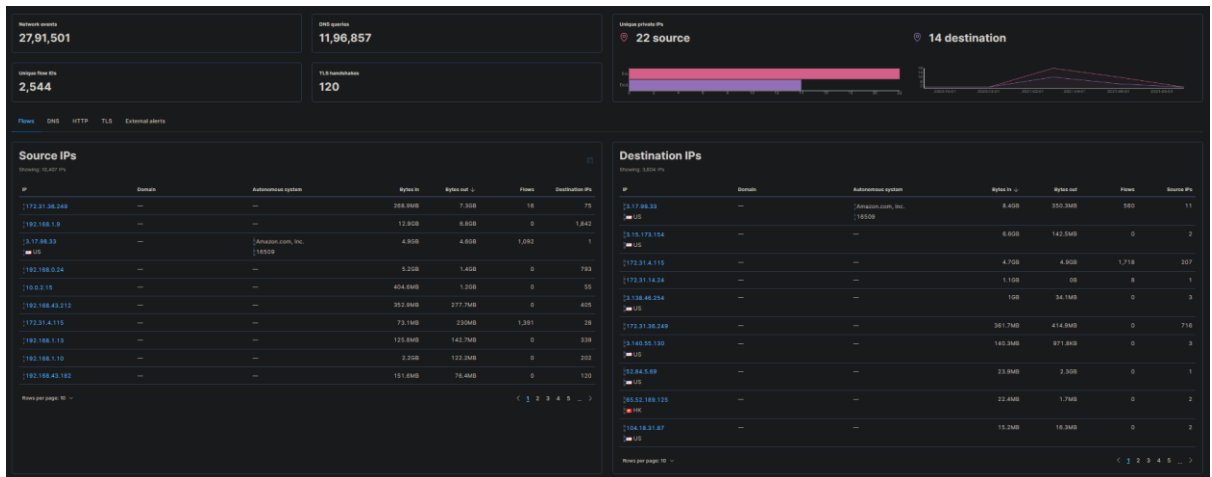 Network events
27,91,501
DNS queries
11,96,857
Unique flow IDs
2,544
TLS handshakes
120
Unique private IPs
22 source
14 destination
Flows DNS HTTP TLS External alerts
Source IPs
IP Domain Autonomous system Bytes in Bytes out ↓ Flows Destination IPs
172.31.38.249 — — 268.9MB 7.3GB 18 75
192.168.1.9 — — 12.9GB 6.8GB 0 1,842
3.17.98.33 — Amazon.com, Inc. 4.8GB 4.8GB 1,092 1
US 16509
192.168.0.24 — — 5.2GB 1.4GB 0 793
10.0.2.15 — — 404.6MB 1.2GB 0 55
192.168.43.212 — — 352.9MB 277.7MB 0 405
172.31.4.115 — — 73.1MB 230MB 1,391 28
192.168.1.13 — — 125.8MB 142.7MB 0 339
192.168.1.10 — — 2.2GB 122.2MB 0 202
192.168.43.182 — — 151.6MB 76.4MB 0 120
Rows per page: 10
1 2 3 4 5 ...
Destination IPs
IP Domain Autonomous system Bytes in ↓ Bytes out Flows Source IPs
3.17.98.33 — Amazon.com, Inc. 8.4GB 350.3MB 560 11
US 16509
3.15.173.154 — — 6.8GB 142.5MB 0 2
US
172.31.4.115 — — 4.7GB 4.8GB 1,718 207
172.31.14.24 — — 1.1GB 0B 8 1
3.138.46.254 — — 1GB 34.1MB 0 3
US
172.31.38.249 — — 361.7MB 414.9MB 0 716
3.140.55.130 — — 140.3MB 971.8KB 0 3
US
52.84.5.69 — — 23.9MB 2.3GB 0 1
US
65.52.169.125 — — 22.4MB 1.7MB 0 2
HK
104.18.31.67 — — 15.2MB 16.3MB 0 2
US
Rows per page: 10
1 2 3 4 5 ...